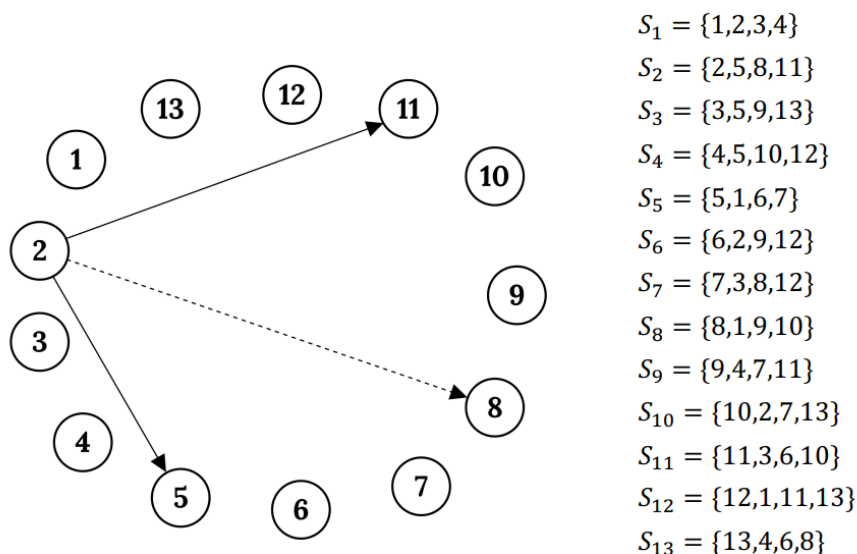 S₁ = {1,2,3,4}
S₂ = {2,5,8,11}
S₃ = {3,5,9,13}
S₄ = {4,5,10,12}
S₅ = {5,1,6,7}
S₆ = {6,2,9,12}
S₇ = {7,3,8,12}
S₈ = {8,1,9,10}
S₉ = {9,4,7,11}
S₁₀ = {10,2,7,13}
S₁₁ = {11,3,6,10}
S₁₂ = {12,1,11,13}
S₁₃ = {13,4,6,8}
12
13
11
1
10
2
9
3
8
4
7
5
6